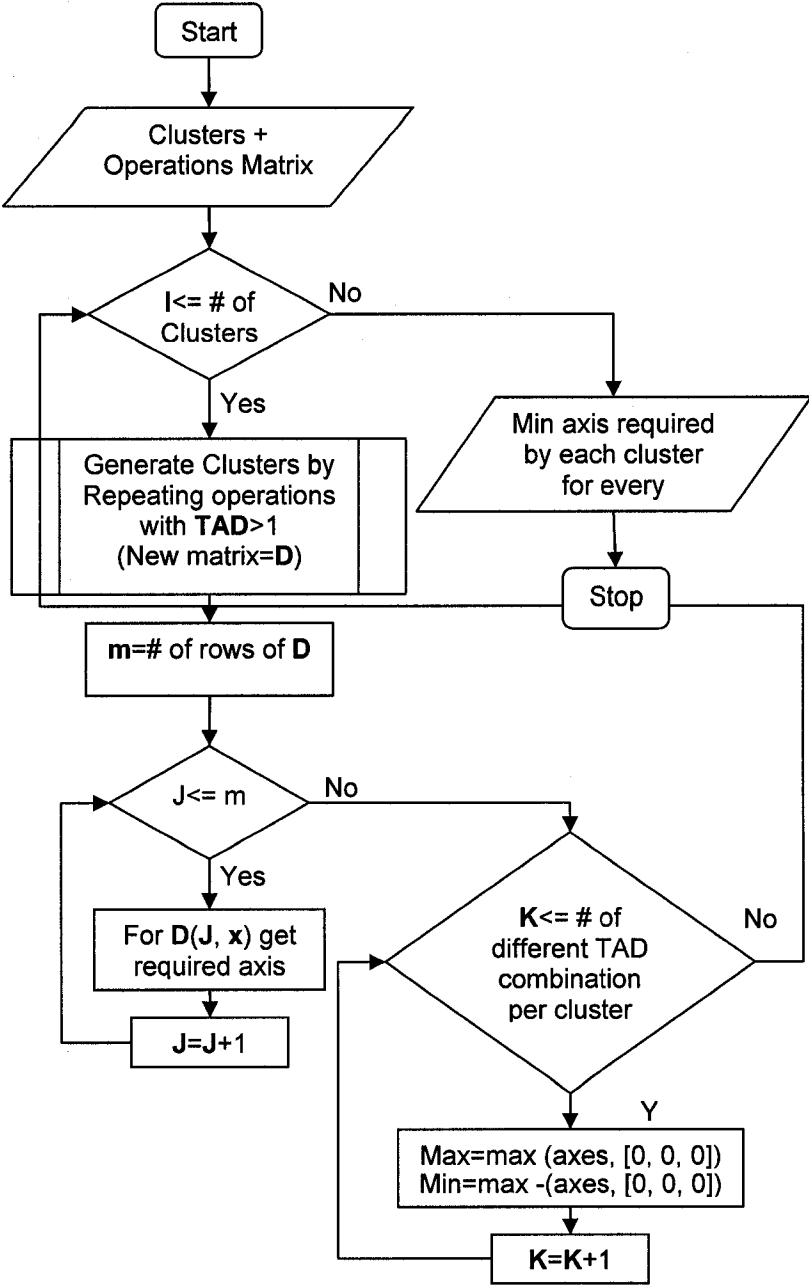 Start
Clusters +
Operations Matrix
I<= # of
Clusters
No
Yes
Min axis required
by each cluster
for every
Generate Clusters by
Repeating operations
with TAD>1
(New matrix=D)
Stop
m=# of rows of D
J<= m
No
Yes
For D(J, x) get
required axis
J=J+1
K<= # of
different TAD
combination
per cluster
No
Y
Max=max (axes, [0, 0, 0])
Min=max -(axes, [0, 0, 0])
K=K+1